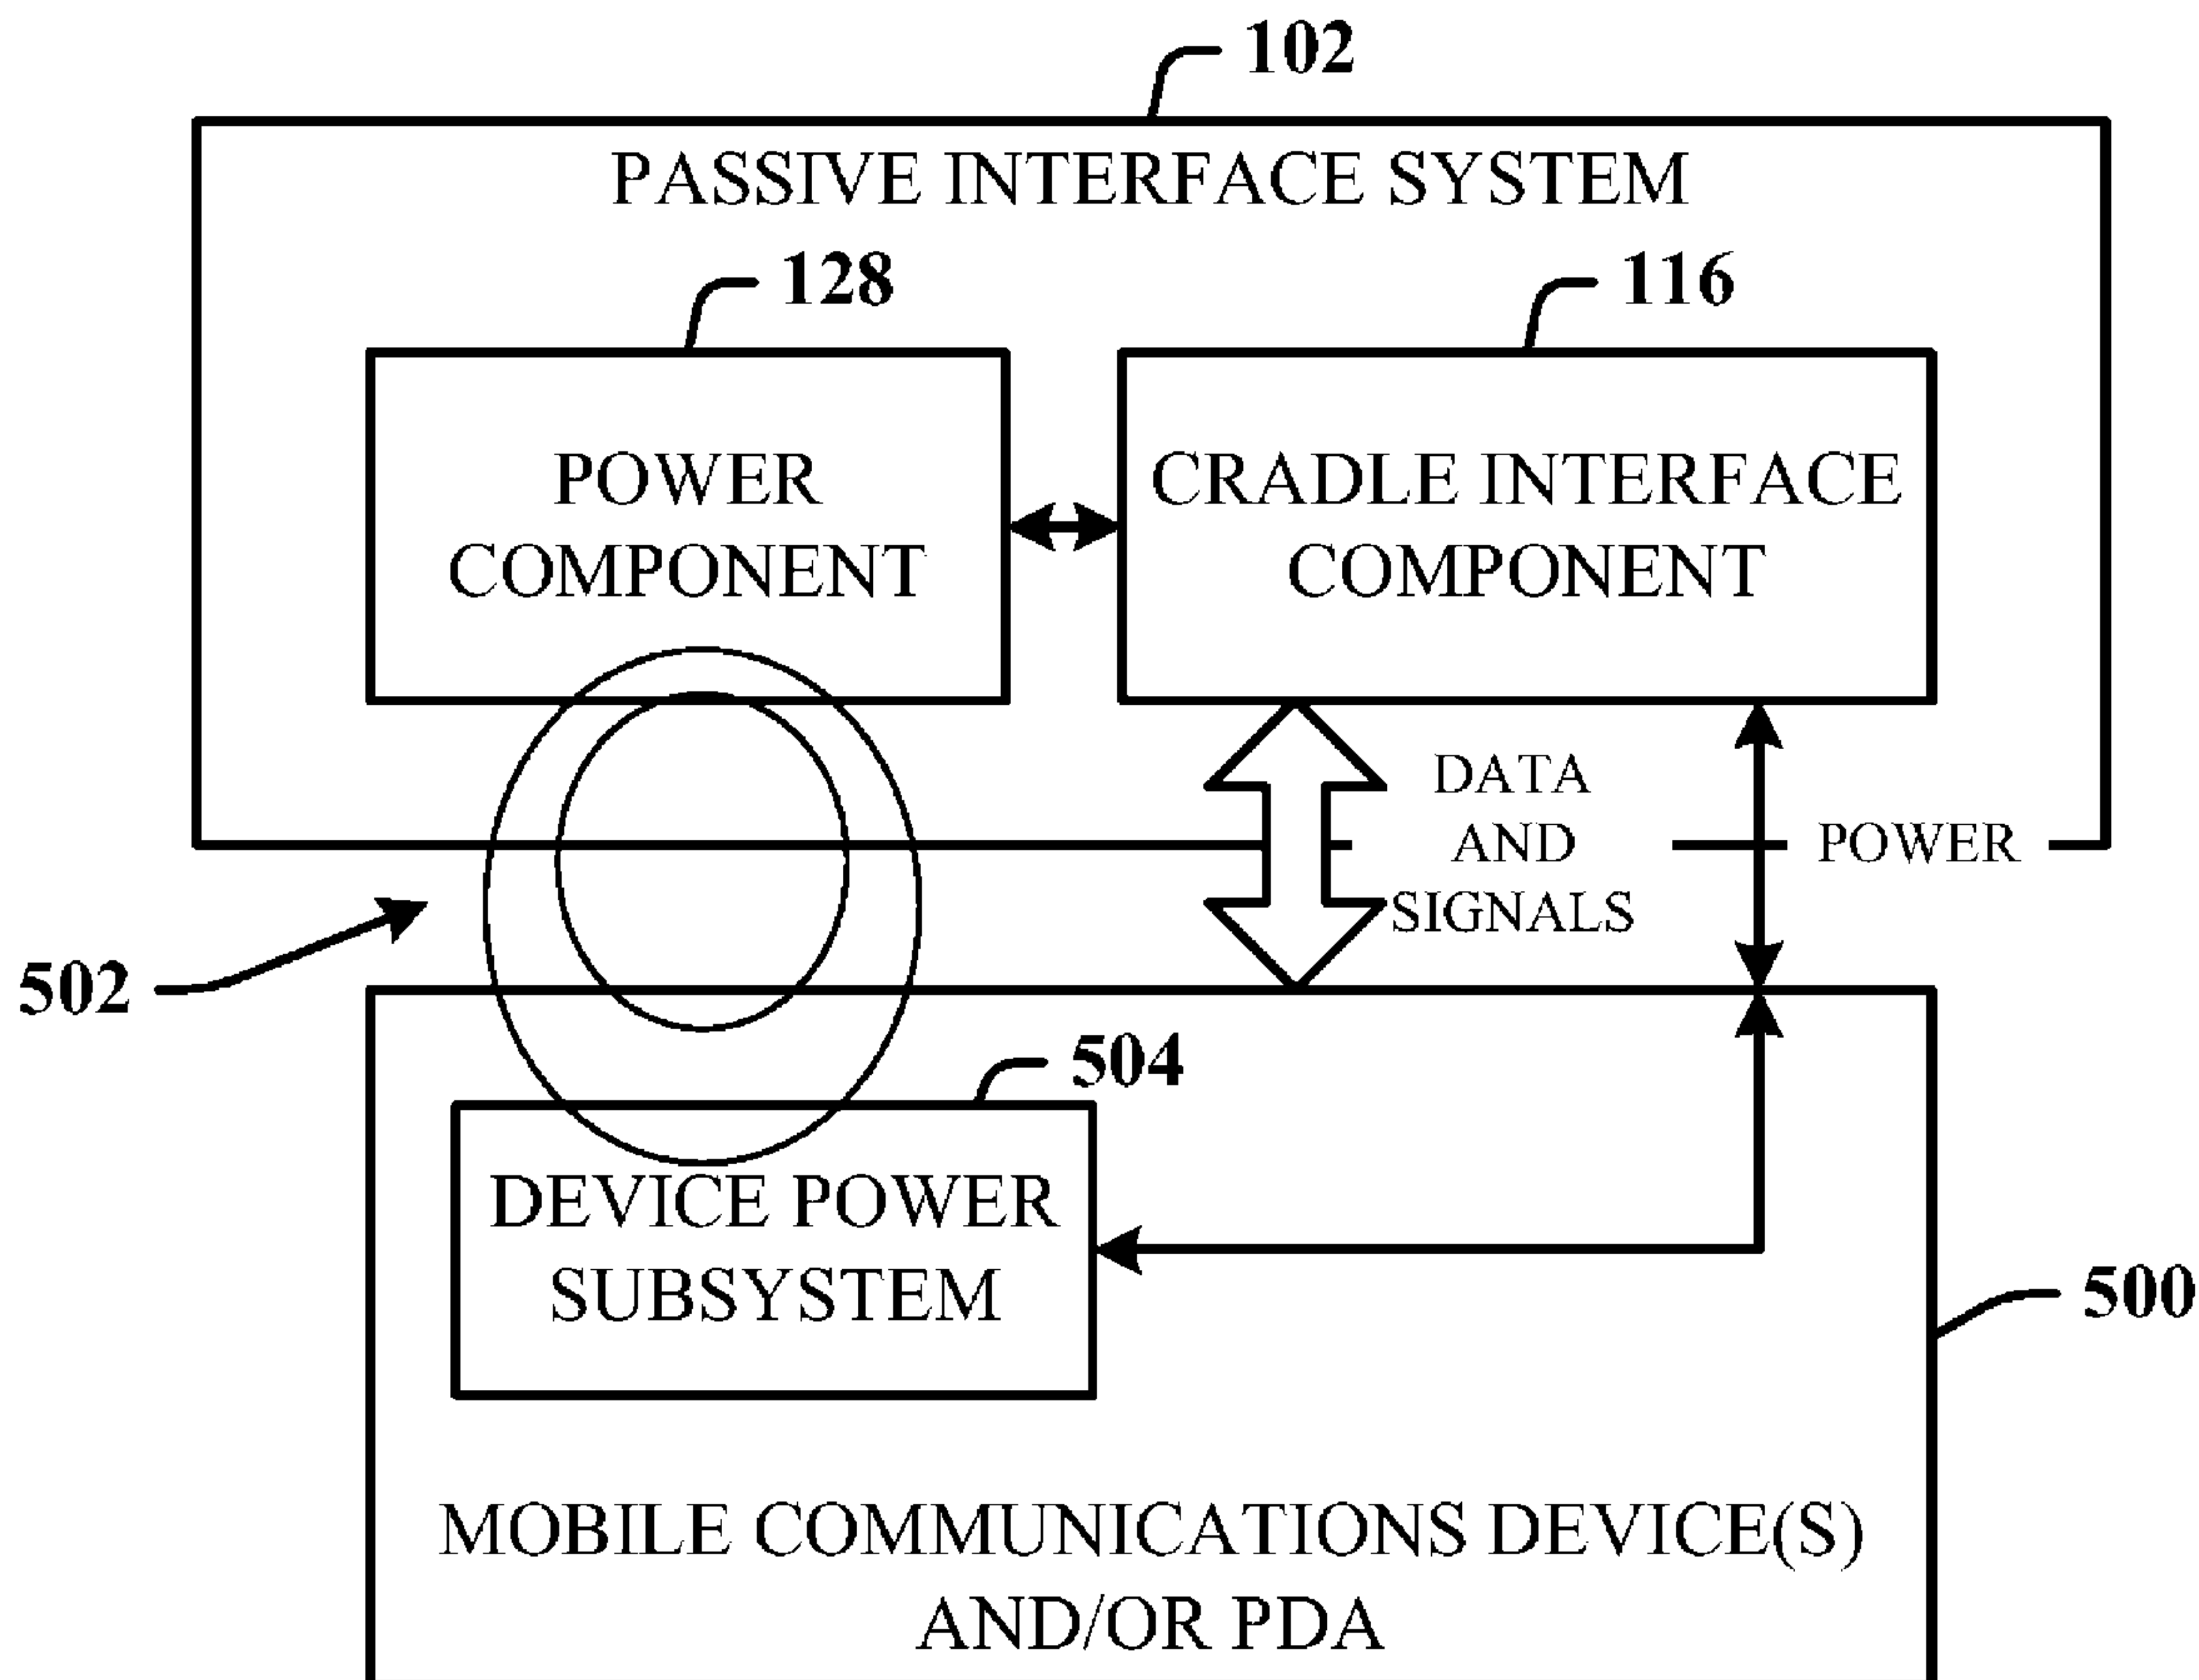 102
PASSIVE INTERFACE SYSTEM
128
116
POWER
COMPONENT
CRADLE INTERFACE
COMPONENT
DATA
AND
SIGNALS
POWER
502
504
DEVICE POWER
SUBSYSTEM
500
MOBILE COMMUNICATIONS DEVICE(S)
AND/OR PDA